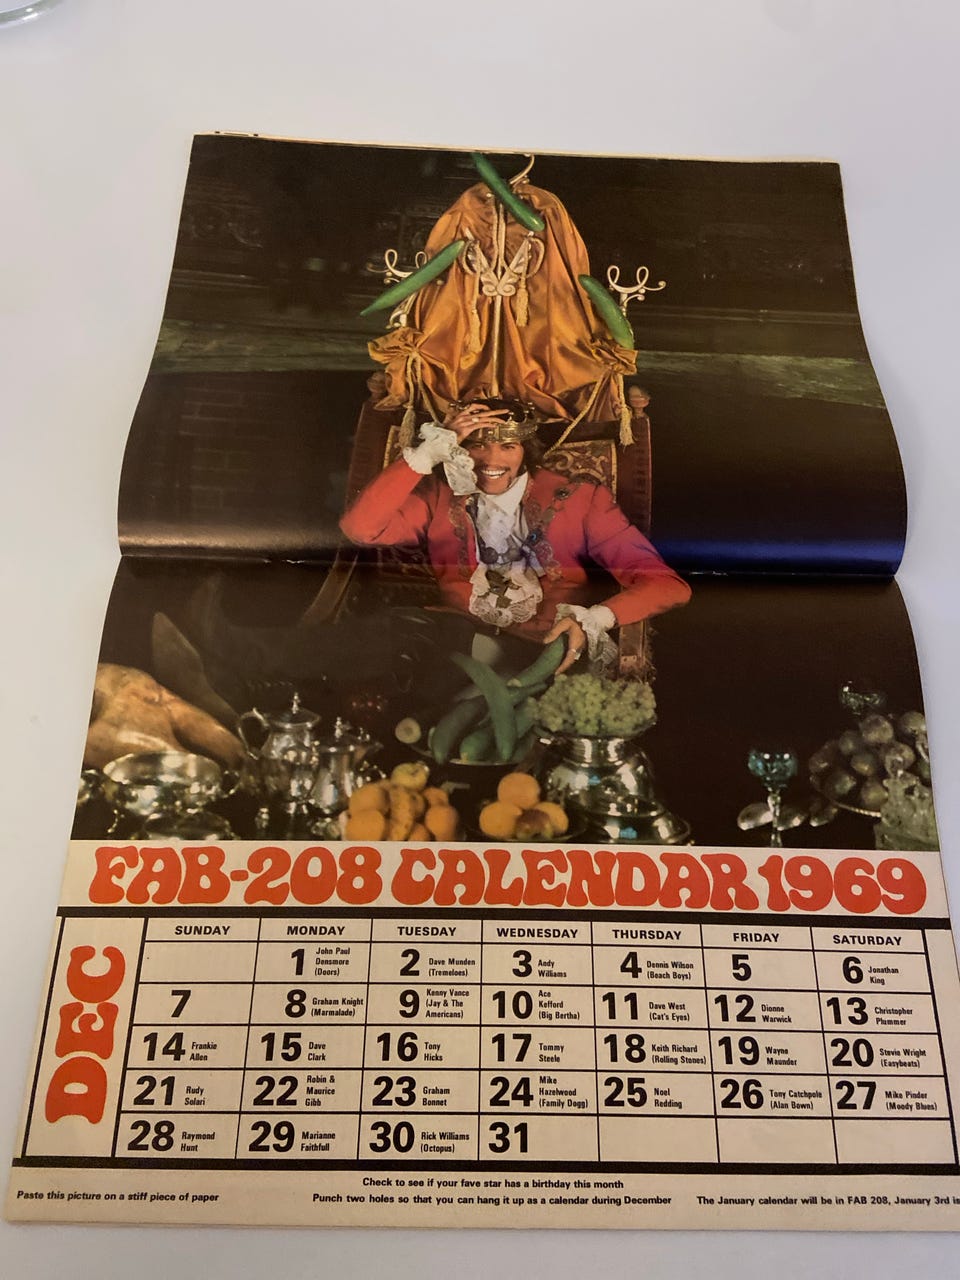 FAB-208 CALENDAR 1969
DEC
SUNDAY MONDAY TUESDAY WEDNESDAY THURSDAY FRIDAY SATURDAY
1 John Paul Densmore (Doors)
2 Dave Munden (Tremeloes)
3 Andy Williams
4 Dennis Wilson (Beach Boys)
5
6 Jonathan King
7
8 Graham Knight (Marmalade)
9 Kenny Vance (Jay & The Americans)
10 Ace Kefford (Big Bertha)
11 Dave West (Cat's Eyes)
12 Dionne Warwick
13 Christopher Plummer
14 Frankie Allen
15 Dave Clark
16 Tony Hicks
17 Tommy Steele
18 Keith Richard (Rolling Stones)
19 Wayne Maunder
20 Stevie Wright (Easybeats)
21 Rudy Solari
22 Robin & Maurice Gibb
23 Graham Bonnet
24 Mike Hazelwood (Family Dogg)
25 Noel Redding
26 Tony Catchpole (Alan Bown)
27 Mike Pinder (Moody Blues)
28 Raymond Hunt
29 Marianne Faithfull
30 Rick Williams (Octopus)
31
Check to see if your fave star has a birthday this month
Paste this picture on a stiff piece of paper Punch two holes so that you can hang it up as a calendar during December The January calendar will be in FAB 208, January 3rd is